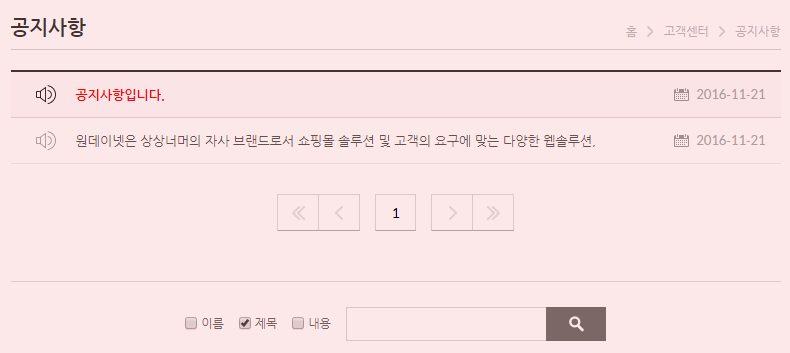 공지사항
홈 > 고객센터 > 공지사항
공지사항입니다. 2016-11-21
원데이넷은 상상너머의 자사 브랜드로서 쇼핑몰 솔루션 및 고객의 요구에 맞는 다양한 웹솔루션. 2016-11-21
1
이름 제목 내용